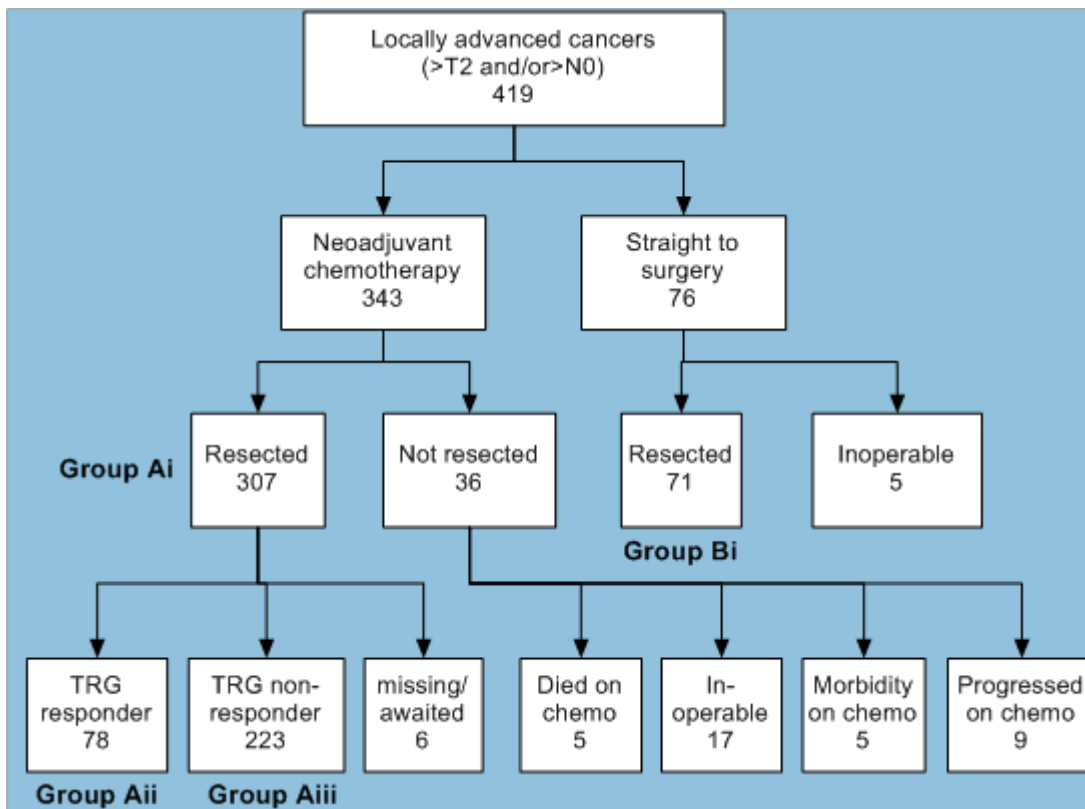 Locally advanced cancers
(>T2 and/or>N0)
419
Neoadjuvant
chemotherapy
343
Straight to
surgery
76
Group Ai
Resected
307
Not resected
36
Resected
71
Inoperable
5
Group Bi
TRG
responder
78
TRG non-
responder
223
missing/
awaited
6
Died on
chemo
5
In-
operable
17
Morbidity
on chemo
5
Progressed
on chemo
9
Group Aii
Group Aiii